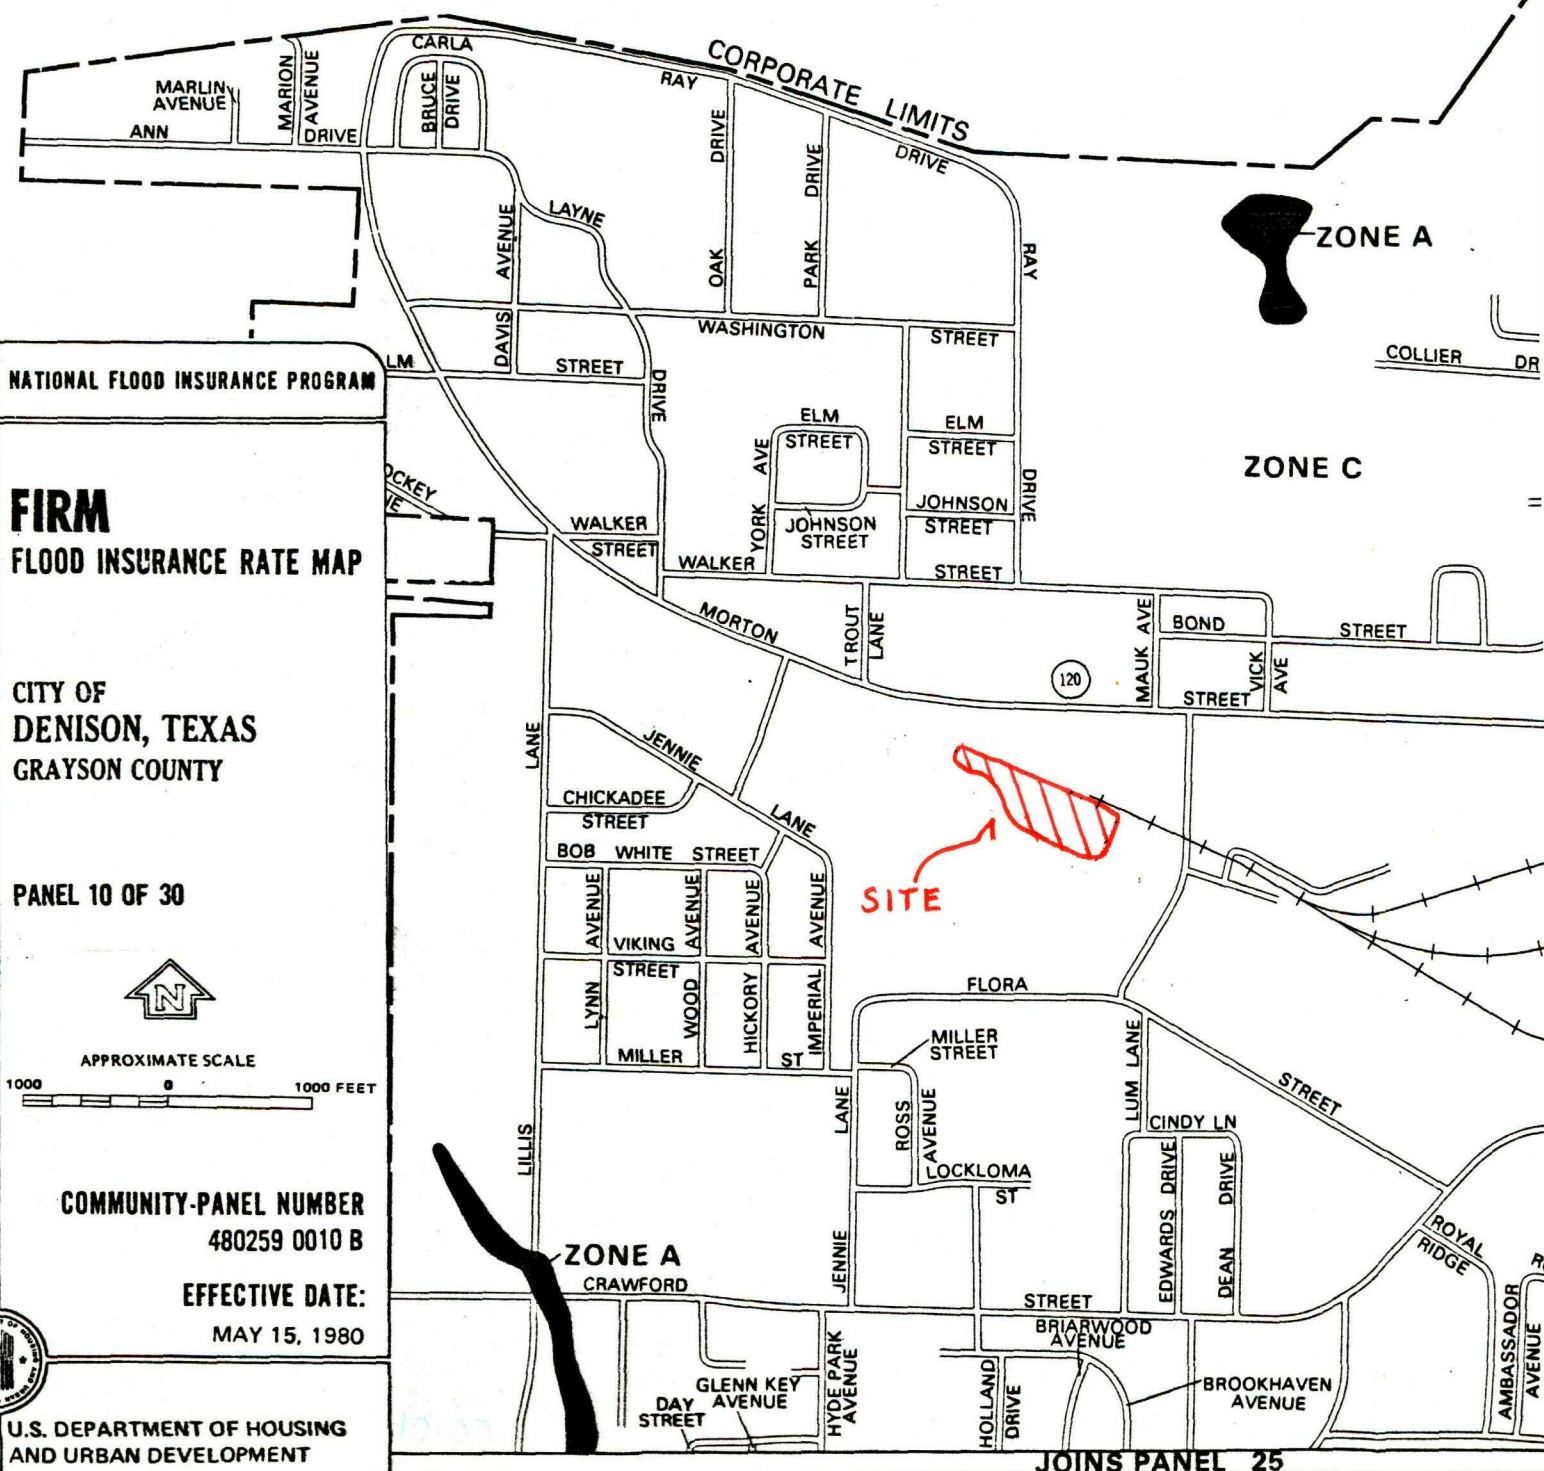 CORPORATE LIMITS
CARLA
RAY
DRIVE
MARLIN
AVENUE
MARION
AVENUE
BRUCE
DRIVE
ANN
DRIVE
OAK
DRIVE
PARK
DRIVE
LAYNE
DRIVE
DAVIS
AVENUE
RAY
DRIVE
ZONE A
WASHINGTON
STREET
COLLIER
DR
LM
STREET
ELM
STREET
ELM
STREET
YORK AVE
ZONE C
JOHNSON
STREET
JOHNSON
STREET
OCKEY
WALKER
STREET
WALKER
STREET
MORTON
STREET
TROUT
LANE
120
MAUK AVE
BOND
STREET
VICK
AVE
NATIONAL FLOOD INSURANCE PROGRAM
FIRM
FLOOD INSURANCE RATE MAP
CITY OF
DENISON, TEXAS
GRAYSON COUNTY
PANEL 10 OF 30
N
APPROXIMATE SCALE
1000 0 1000 FEET
COMMUNITY-PANEL NUMBER
480259 0010 B
EFFECTIVE DATE:
MAY 15, 1980
U.S. DEPARTMENT OF HOUSING
AND URBAN DEVELOPMENT
LILLIS
LANE
JENNIE
LANE
CHICKADEE
STREET
BOB WHITE STREET
SITE
LYNN
AVENUE
WOOD
AVENUE
HICKORY
AVENUE
IMPERIAL
AVENUE
VIKING
STREET
MILLER
ST
FLORA
STREET
MILLER
STREET
LUM LANE
ROSS
AVENUE
JENNIE
LANE
LOCKLOMA
ST
CINDY LN
EDWARDS DRIVE
DEAN DRIVE
ROYAL
RIDGE
ZONE A
CRAWFORD
STREET
BRIARWOOD
AVENUE
HYDE PARK
AVENUE
GLENN KEY
AVENUE
DAY
STREET
HOLLAND
DRIVE
BROOKHAVEN
AVENUE
AMBASSADOR
AVENUE
JOINS PANEL 25